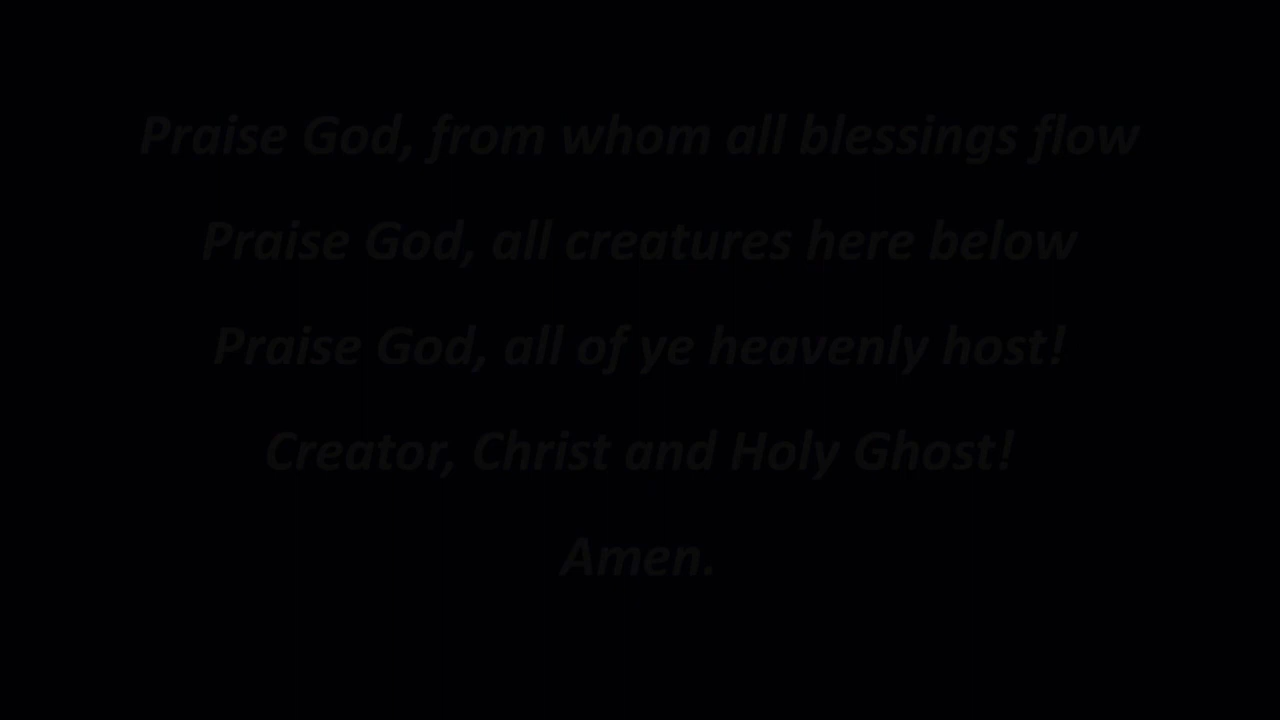 Praise God, from whom all blessings flow
Praise God, all creatures here below
Praise God, all of ye heavenly host!
Creator, Christ and Holy Ghost!
Amen.